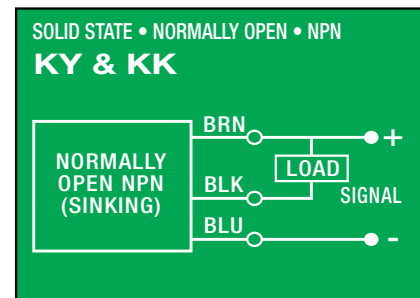 SOLID STATE • NORMALLY OPEN • NPN
KY & KK
BRN
+
NORMALLY
OPEN NPN
(SINKING)
LOAD
BLK
SIGNAL
BLU
-